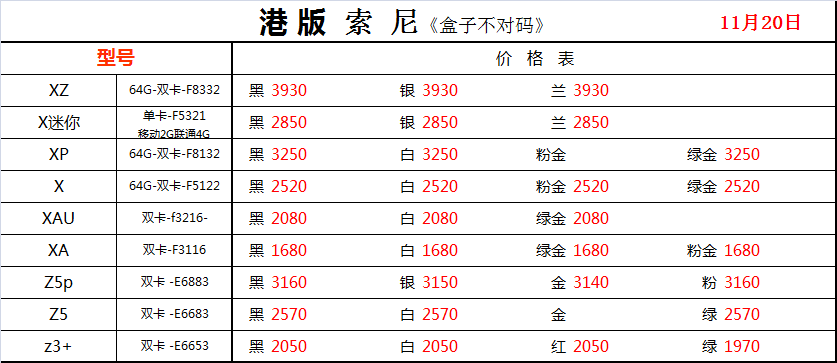 港版 索尼《盒子不对码》 11月20日
型号 价格表
XZ 64G-双卡-F8332 黑 3930 银 3930 兰 3930
X迷你 单卡-F5321 黑 2850 银 2850 兰 2850
移动2G联通4G
XP 64G-双卡-F8132 黑 3250 白 3250 粉金 绿金 3250
X 64G-双卡-F5122 黑 2520 白 2520 粉金 2520 绿金 2520
XAU 双卡-f3216- 黑 2080 白 2080 绿金 2080
XA 双卡-F3116 黑 1680 白 1680 绿金 1680 粉金 1680
Z5p 双卡 -E6883 黑 3160 银 3150 金 3140 粉 3160
Z5 双卡 -E6683 黑 2570 白 2570 金 绿 2570
z3+ 双卡 -E6653 黑 2050 白 2050 红 2050 绿 1970